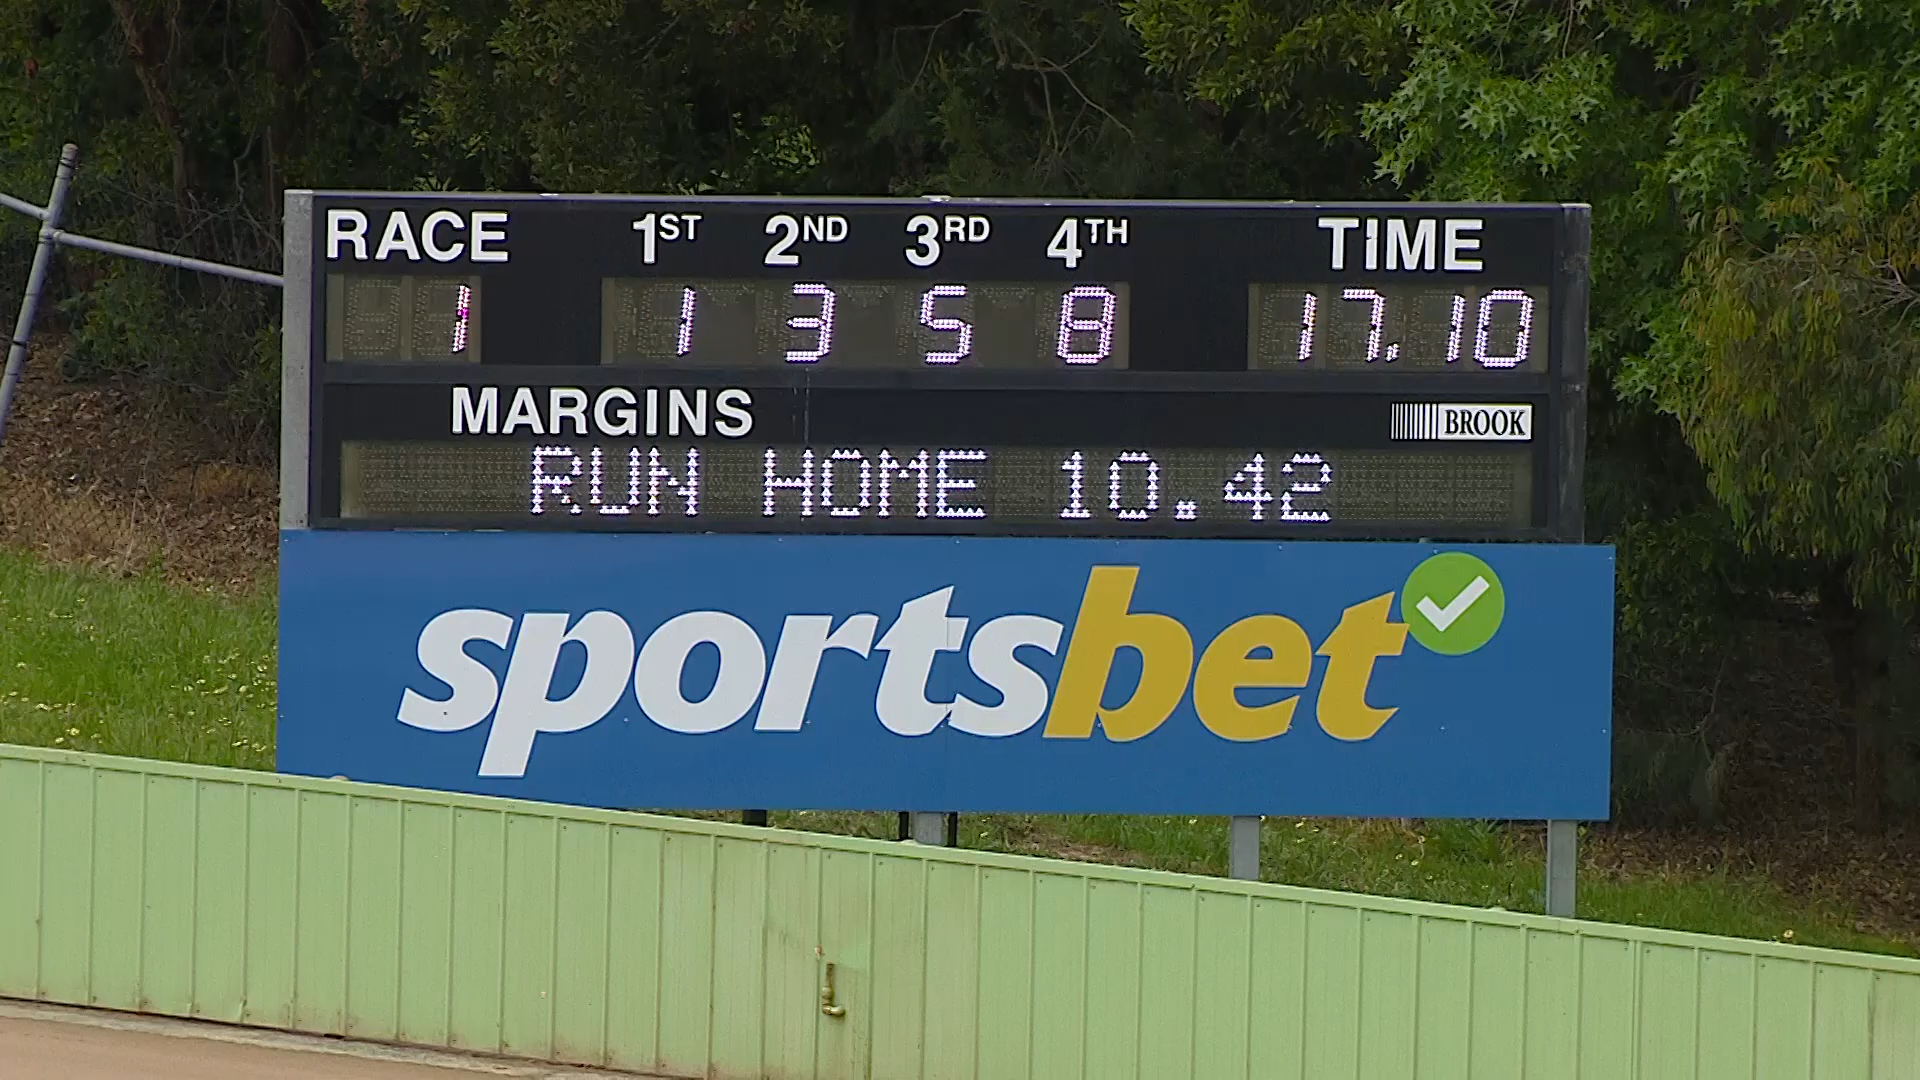 RACE 1ST 2ND 3RD 4TH TIME
1 1 3 5 8 17.10
MARGINS BROOK
RUN HOME 10.42
sportsbet